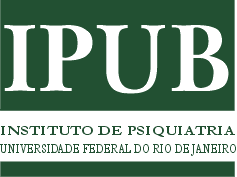 IPUB
INSTITUTO DE PSIQUIATRIA
UNIVERSIDADE FEDERAL DO RIO DE JANEIRO